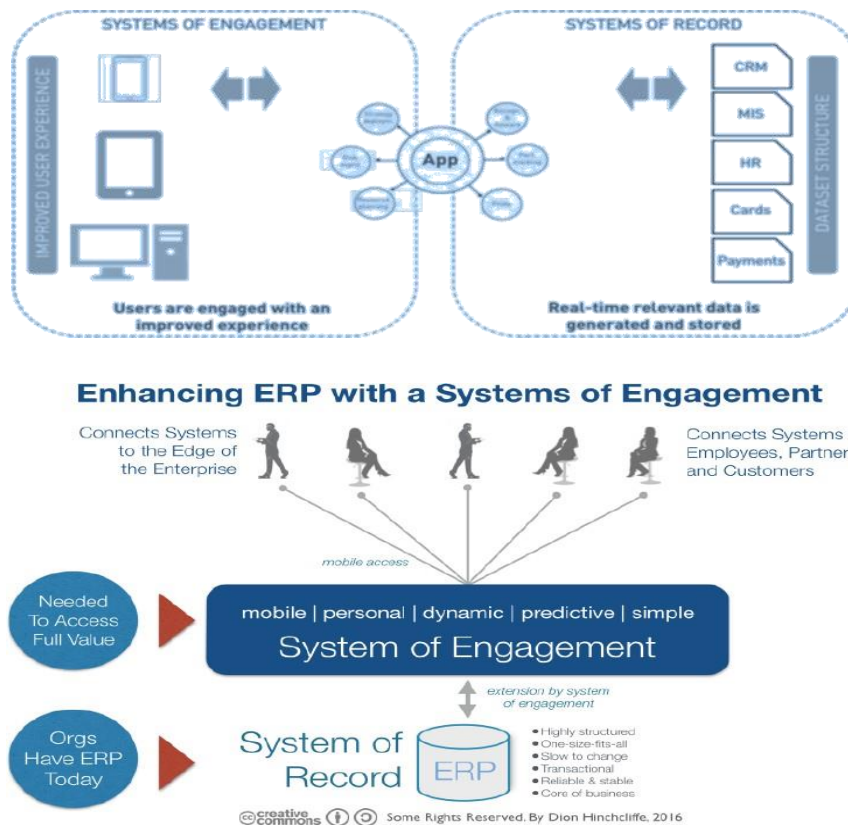 SYSTEMS OF ENGAGEMENT
IMPROVED USER EXPERIENCE
Users are engaged with an
improved experience
App
SYSTEMS OF RECORD
CRM
MIS
HR
Cards
Payments
DATASET STRUCTURE
Real-time relevant data is
generated and stored
Enhancing ERP with a Systems of Engagement
Connects Systems
to the Edge of
the Enterprise
Connects Systems
Employees, Partner
and Customers
mobile access
Needed
To Access
Full Value
mobile | personal | dynamic | predictive | simple
System of Engagement
extension by system
of engagement
Orgs
Have ERP
Today
System of
Record
ERP
•Highly structured
•One-size-fits-all
•Slow to change
•Transactional
•Reliable & stable
•Core of business
cc creative
commons
Some Rights Reserved. By Dion Hinchcliffe, 2016